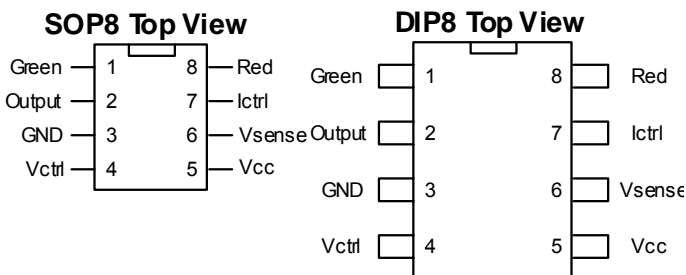 SOP8 Top View
Green 1 8 Red
Output 2 7 Ictrl
GND 3 6 Vsense
Vctrl 4 5 Vcc
DIP8 Top View
Green 1 8 Red
Output 2 7 Ictrl
GND 3 6 Vsense
Vctrl 4 5 Vcc